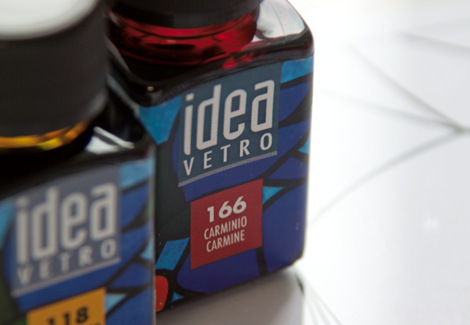 idea
VETRO
166
CARMINIO
CARMINE
idea
VETRO
118